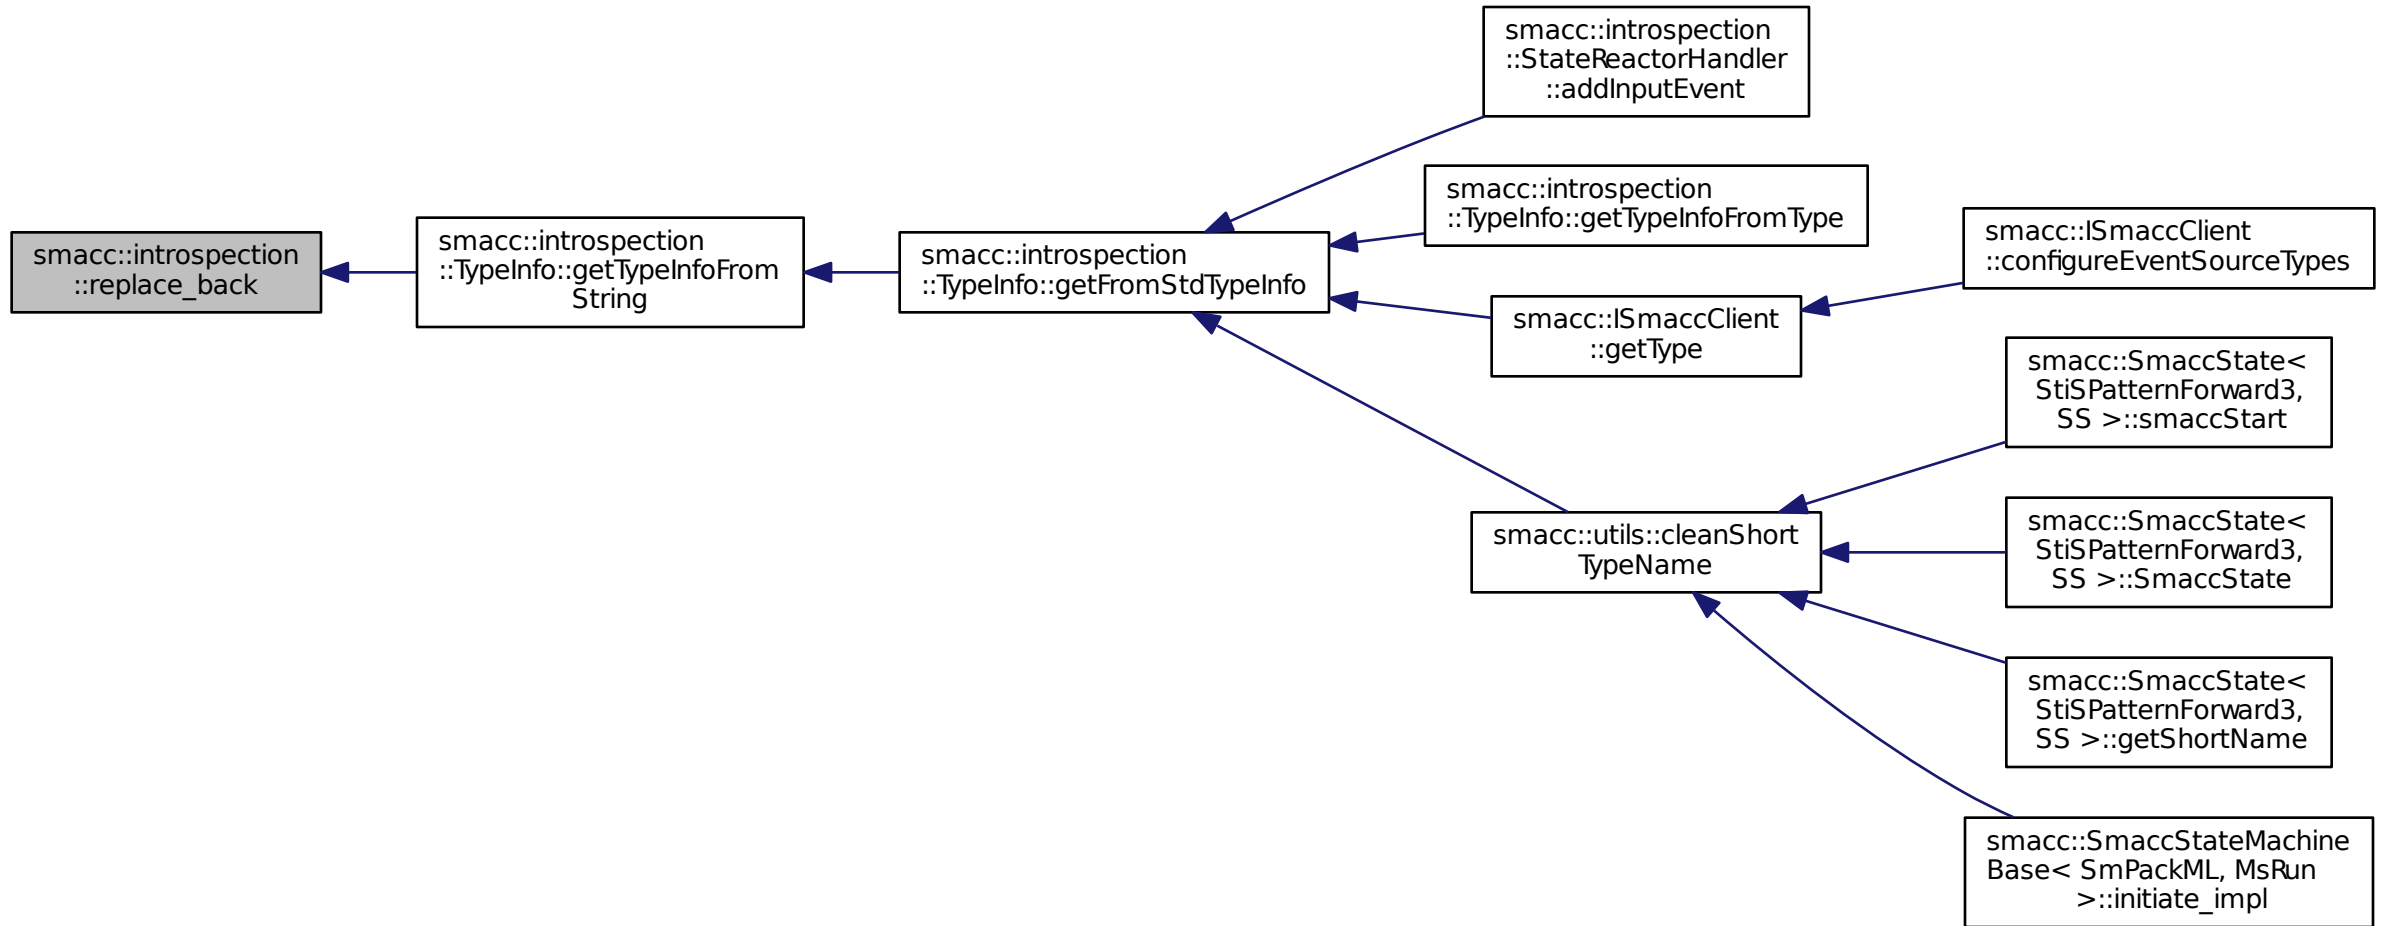 smacc::introspection
::replace_back
smacc::introspection
::TypeInfo::getTypeInfoFrom
String
smacc::introspection
::TypeInfo::getFromStdTypeInfo
smacc::introspection
::StateReactorHandler
::addInputEvent
smacc::introspection
::TypeInfo::getTypeInfoFromType
smacc::ISmaccClient
::getType
smacc::utils::cleanShort
TypeName
smacc::ISmaccClient
::configureEventSourceTypes
smacc::SmaccState<
StiSPatternForward3,
SS >::smaccStart
smacc::SmaccState<
StiSPatternForward3,
SS >::SmaccState
smacc::SmaccState<
StiSPatternForward3,
SS >::getShortName
smacc::SmaccStateMachine
Base< SmPackML, MsRun
>::initiate_impl